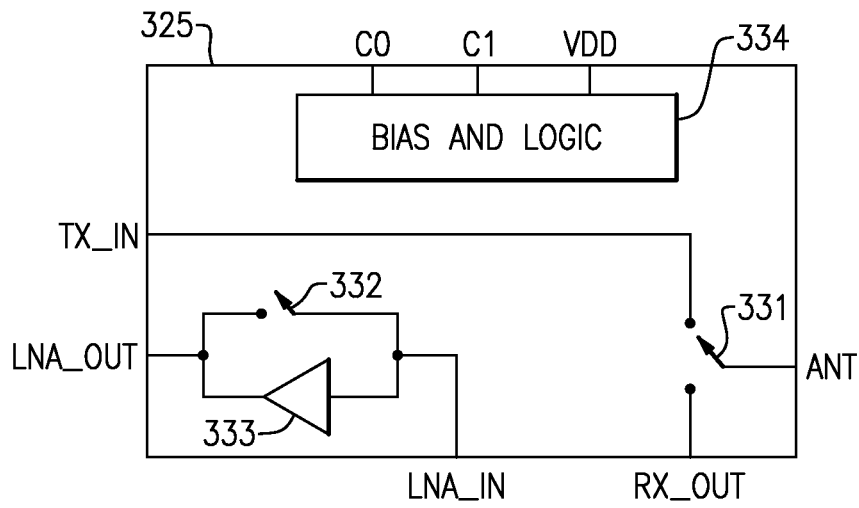 325
C0 C1 VDD
334
BIAS AND LOGIC
TX_IN
332
331
LNA_OUT
ANT
333
LNA_IN
RX_OUT